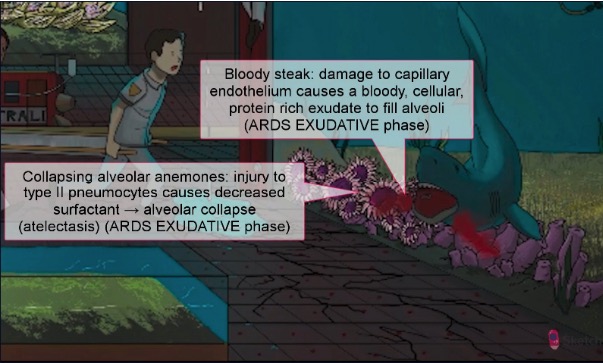 Bloody steak: damage to capillary
endothelium causes a bloody, cellular,
protein rich exudate to fill alveoli
(ARDS EXUDATIVE phase)
TRALI
Collapsing alveolar anemones: injury to
type II pneumocytes causes decreased
surfactant → alveolar collapse
(atelectasis) (ARDS EXUDATIVE phase)